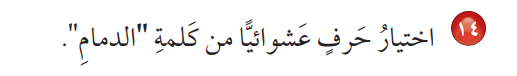 ١٤ اختيارُ حَرفٍ عَشوائيًّا من كَلمةِ "الدمامِ".